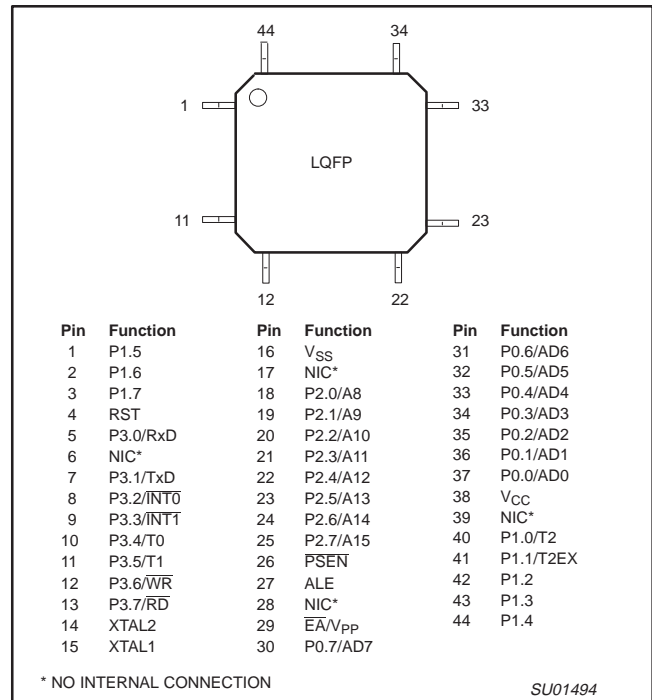 44 34
1 33
LQFP
11 23
12 22
Pin Function Pin Function Pin Function
1 P1.5 16 VSS 31 P0.6/AD6
2 P1.6 17 NIC* 32 P0.5/AD5
3 P1.7 18 P2.0/A8 33 P0.4/AD4
4 RST 19 P2.1/A9 34 P0.3/AD3
5 P3.0/RxD 20 P2.2/A10 35 P0.2/AD2
6 NIC* 21 P2.3/A11 36 P0.1/AD1
7 P3.1/TxD 22 P2.4/A12 37 P0.0/AD0
8 P3.2/INT0 23 P2.5/A13 38 VCC
9 P3.3/INT1 24 P2.6/A14 39 NIC*
10 P3.4/T0 25 P2.7/A15 40 P1.0/T2
11 P3.5/T1 26 PSEN 41 P1.1/T2EX
12 P3.6/WR 27 ALE 42 P1.2
13 P3.7/RD 28 NIC* 43 P1.3
14 XTAL2 29 EA/VPP 44 P1.4
15 XTAL1 30 P0.7/AD7
* NO INTERNAL CONNECTION
SU01494